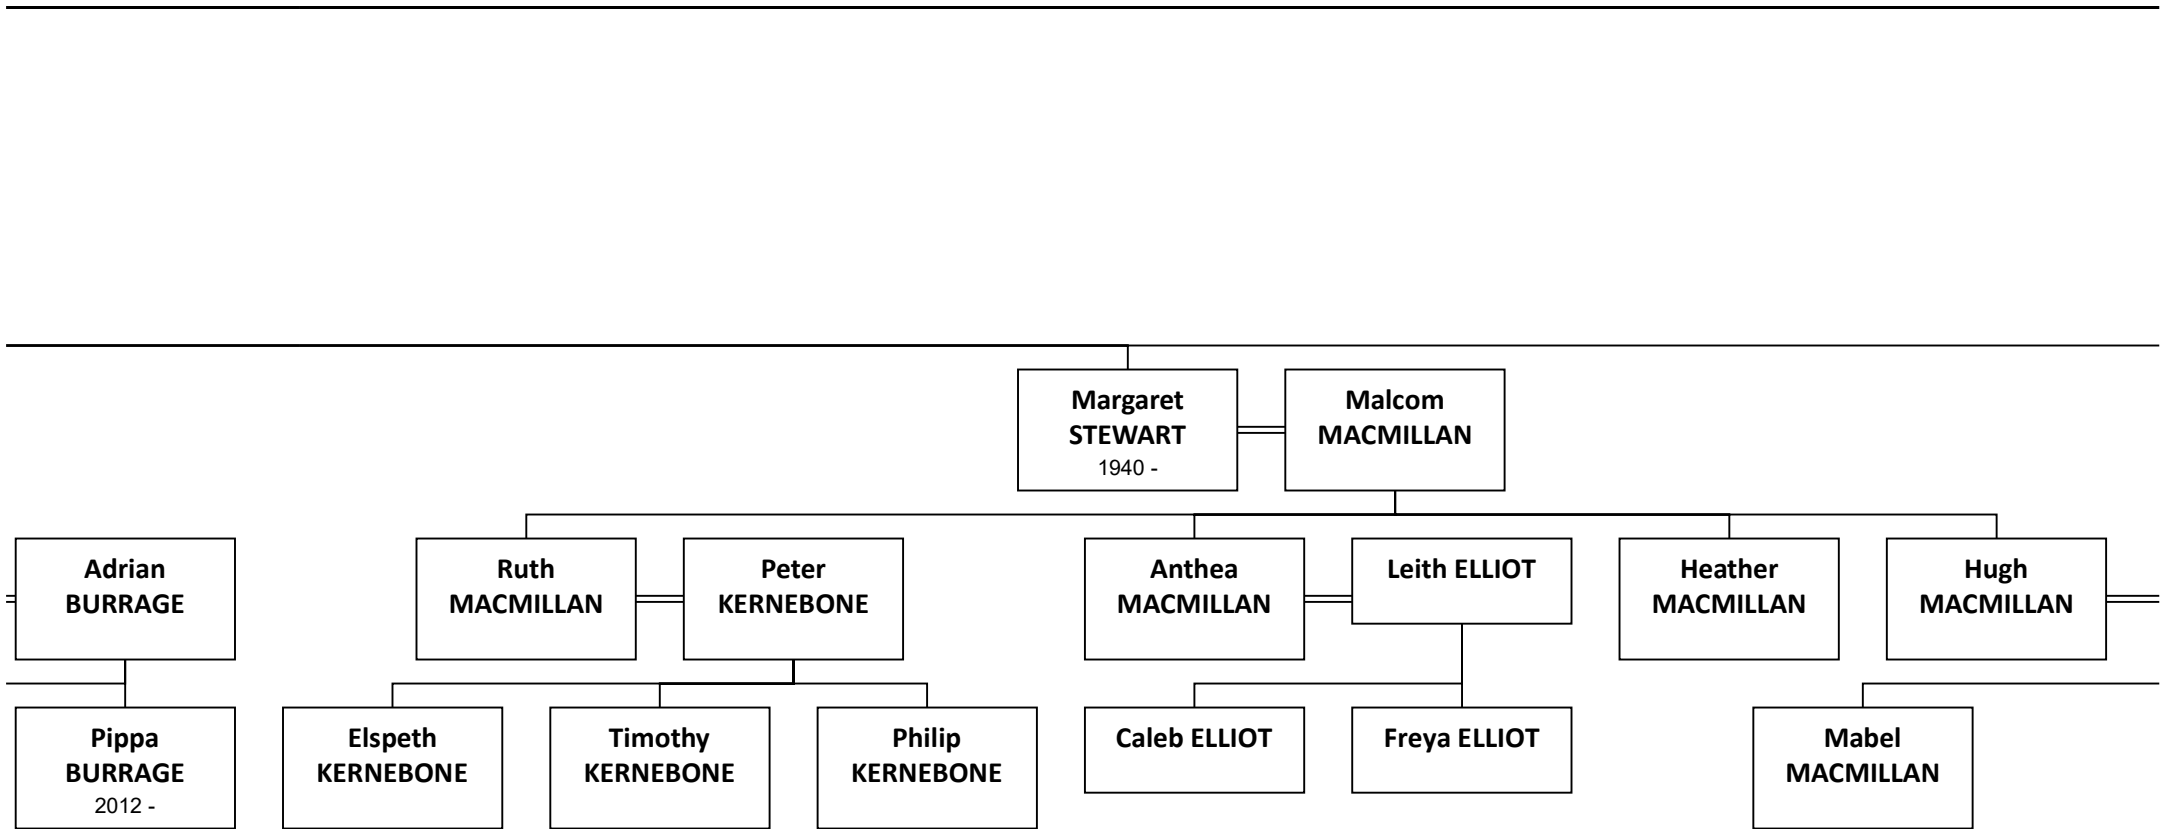 Margaret
STEWART
1940 -
Malcom
MACMILLAN
Adrian
BURRAGE
Ruth
MACMILLAN
Peter
KERNEBONE
Anthea
MACMILLAN
Leith ELLIOT
Heather
MACMILLAN
Hugh
MACMILLAN
Pippa
BURRAGE
2012 -
Elspeth
KERNEBONE
Timothy
KERNEBONE
Philip
KERNEBONE
Caleb ELLIOT
Freya ELLIOT
Mabel
MACMILLAN